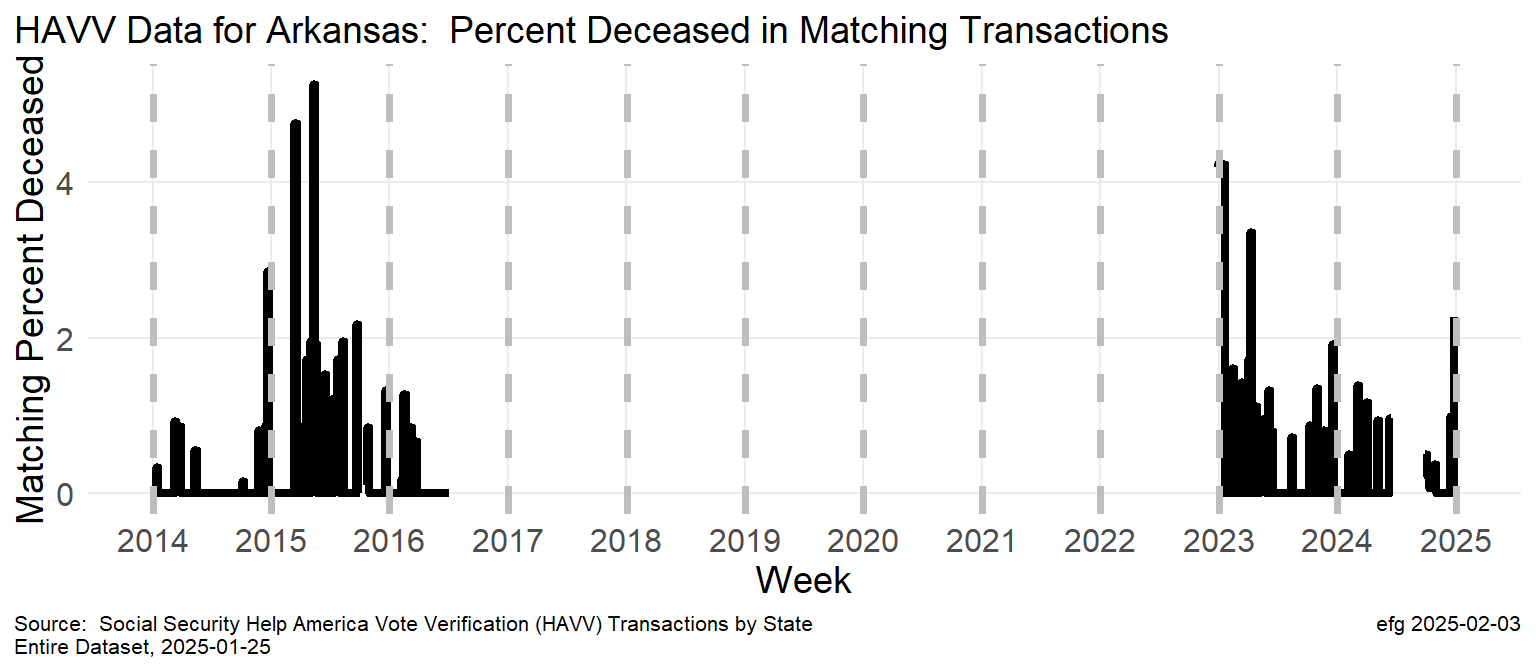 HAVV Data for Arkansas:  Percent Deceased in Matching Transactions
Matching Percent Deceased
4
2
0
2014 2015 2016 2017 2018 2019 2020 2021 2022 2023 2024 2025
Week
Source:  Social Security Help America Vote Verification (HAVV) Transactions by State
Entire Dataset, 2025-01-25
efg 2025-02-03